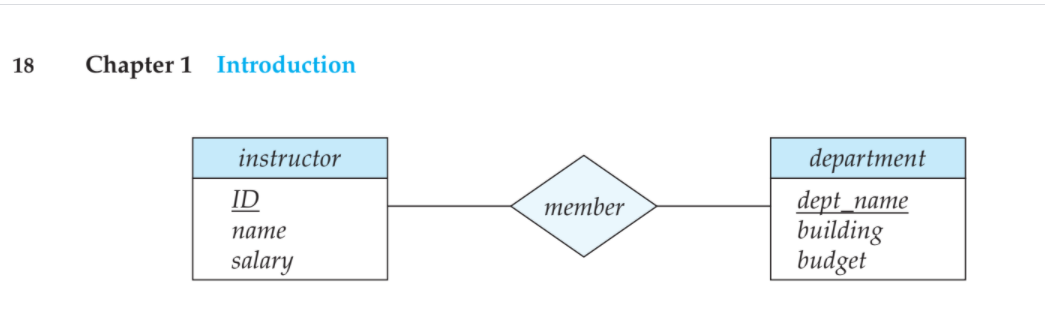 18 Chapter 1 Introduction
instructor
ID
name
salary
member
department
dept_name
building
budget